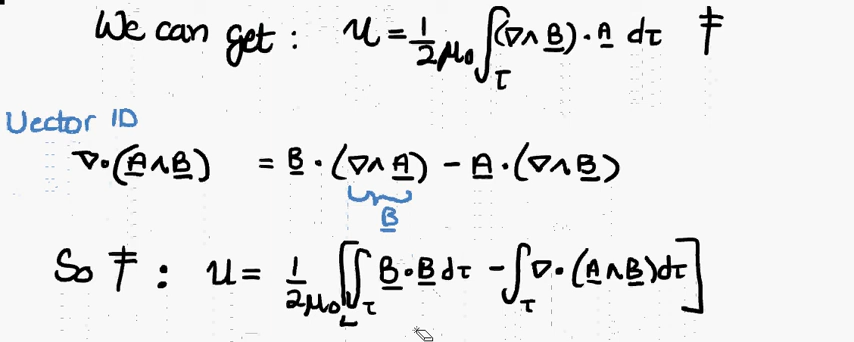 We can get : U = 1/2μ₀ ∫_τ (∇∧B̲)·A̲ dτ ‡
Vector ID
∇·(A̲∧B̲) = B̲·(∇∧A̲) − A̲·(∇∧B̲)
B̲
So ‡ : U = 1/2μ₀ [∫_τ B̲·B̲ dτ − ∫_τ ∇·(A̲∧B̲)dτ]